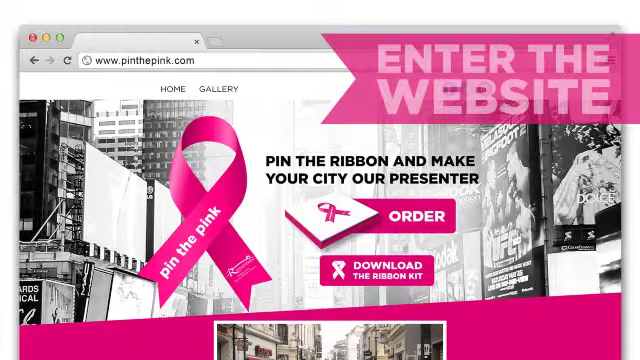 ENTER THE
WEBSITE
www.pinthepink.com
HOME GALLERY
PIN THE RIBBON AND MAKE
YOUR CITY OUR PRESENTER
ORDER
pin the pink
DOWNLOAD
THE RIBBON KIT